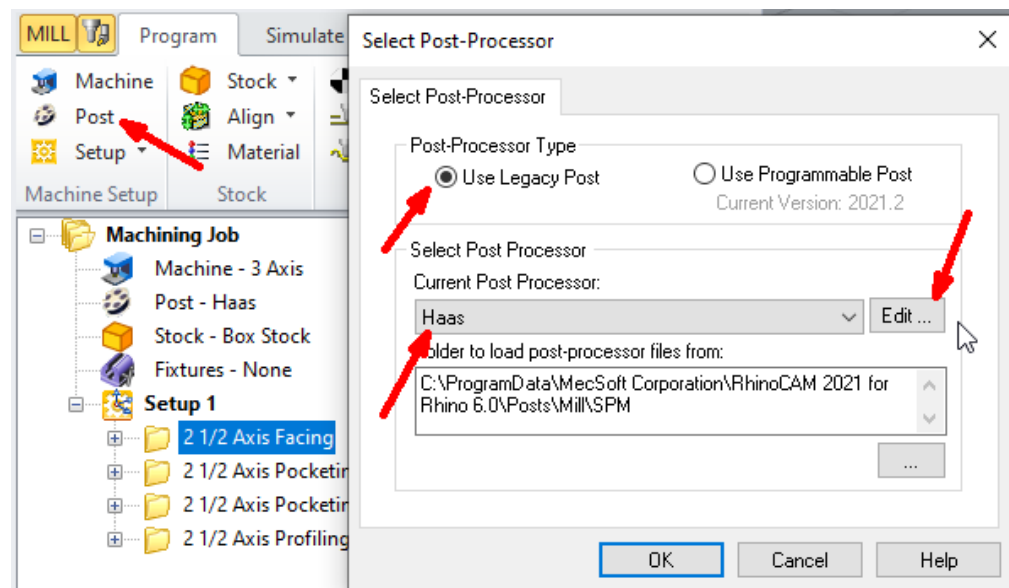 MILL
Program
Simulate
Machine
Stock
Post
Align
Setup
Material
Machine Setup
Stock
Machining Job
Machine - 3 Axis
Post - Haas
Stock - Box Stock
Fixtures - None
Setup 1
2 1/2 Axis Facing
2 1/2 Axis Pocketin
2 1/2 Axis Pocketin
2 1/2 Axis Profiling
Select Post-Processor
Select Post-Processor
Post-Processor Type
Use Legacy Post
Use Programmable Post
Current Version: 2021.2
Select Post Processor
Current Post Processor:
Haas
Edit ...
older to load post-processor files from:
C:\ProgramData\MecSoft Corporation\RhinoCAM 2021 for
Rhino 6.0\Posts\Mill\SPM
...
OK
Cancel
Help